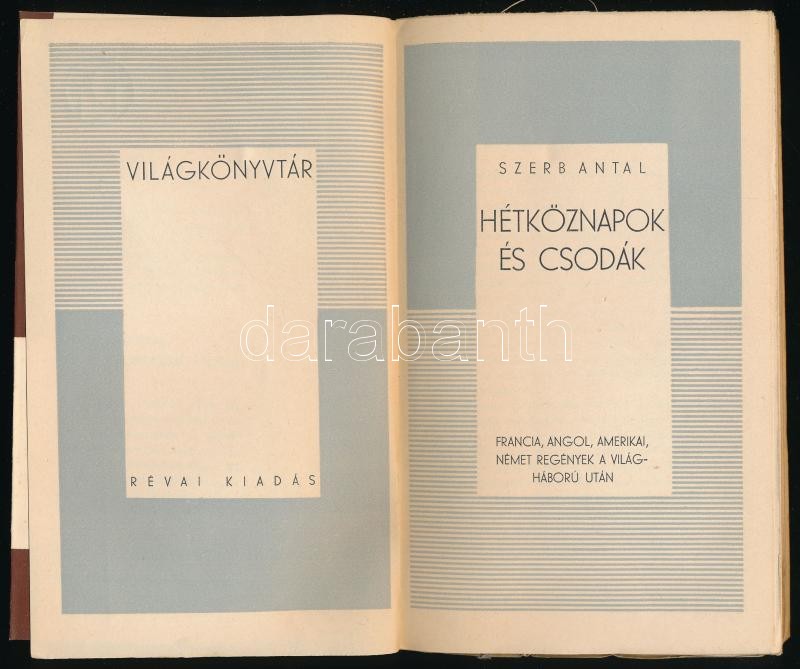 VILÁGKÖNYVTÁR
RÉVAI KIADÁS
SZERB ANTAL
HÉTKÖZNAPOK
ÉS CSODÁK
FRANCIA, ANGOL, AMERIKAI,
NÉMET REGÉNYEK A VILÁG-
HÁBORÚ UTÁN
darabanth